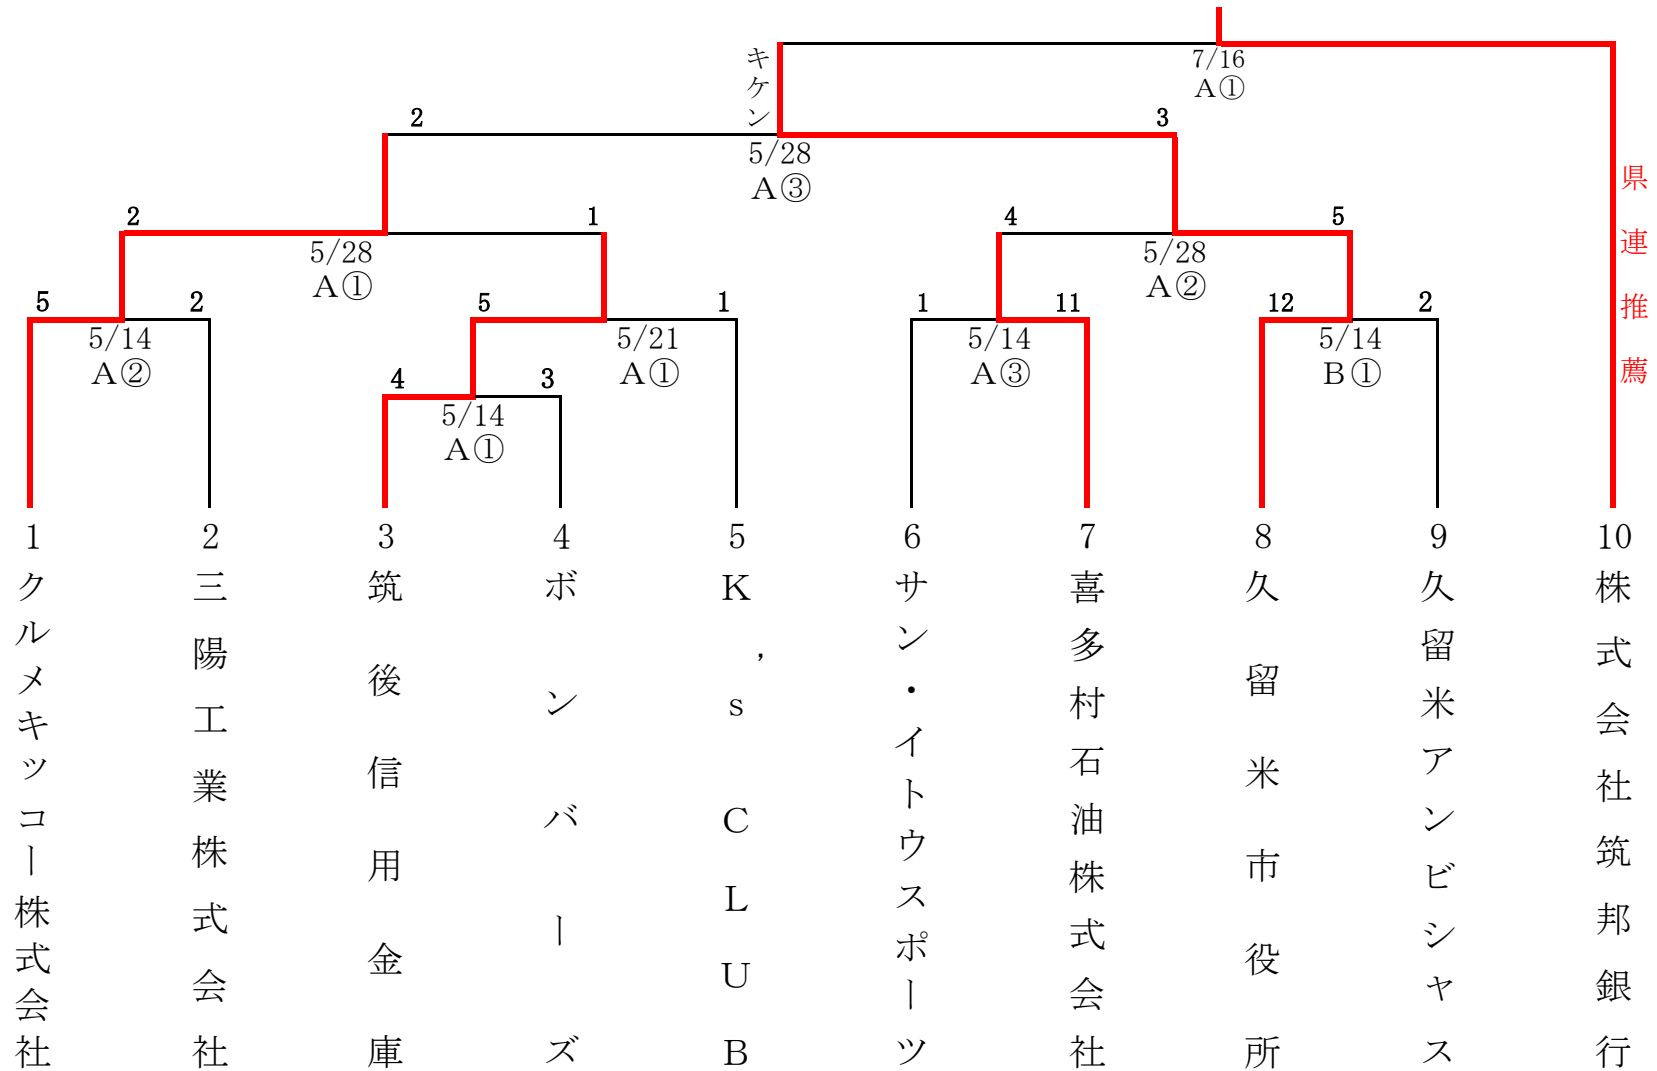 キケン
7/16
A①
2
3
5/28
A③
県連推薦
2
1
4
5
5/28
A①
5/28
A②
5
2
5
1
1
11
12
2
5/14
A②
5/21
A①
5/14
A③
5/14
B①
4
3
5/14
A①
1
2
3
4
5
6
7
8
9
10
クルメキッコー株式会社
三陽工業株式会社
筑後信用金庫
ボンバーズ
K’s CLUB
サン・イトウスポーツ
喜多村石油株式会社
久留米市役所
久留米アンビシャス
株式会社筑邦銀行